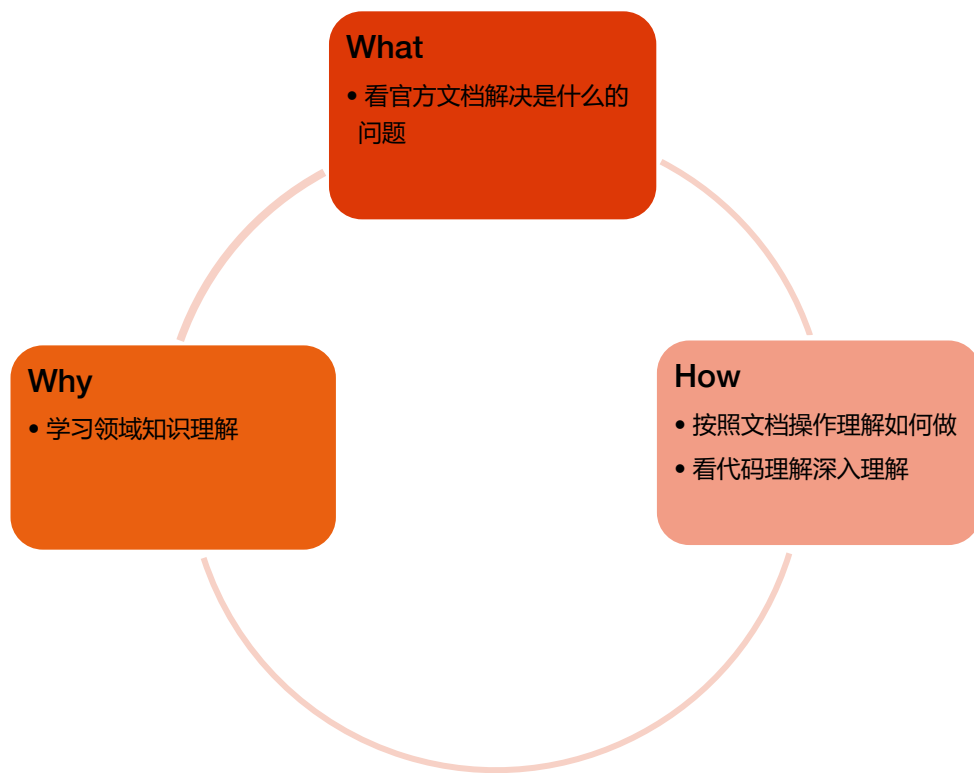 What
• 看官方文档解决是什么的
问题
Why
• 学习领域知识理解
How
• 按照文档操作理解如何做
• 看代码理解深入理解